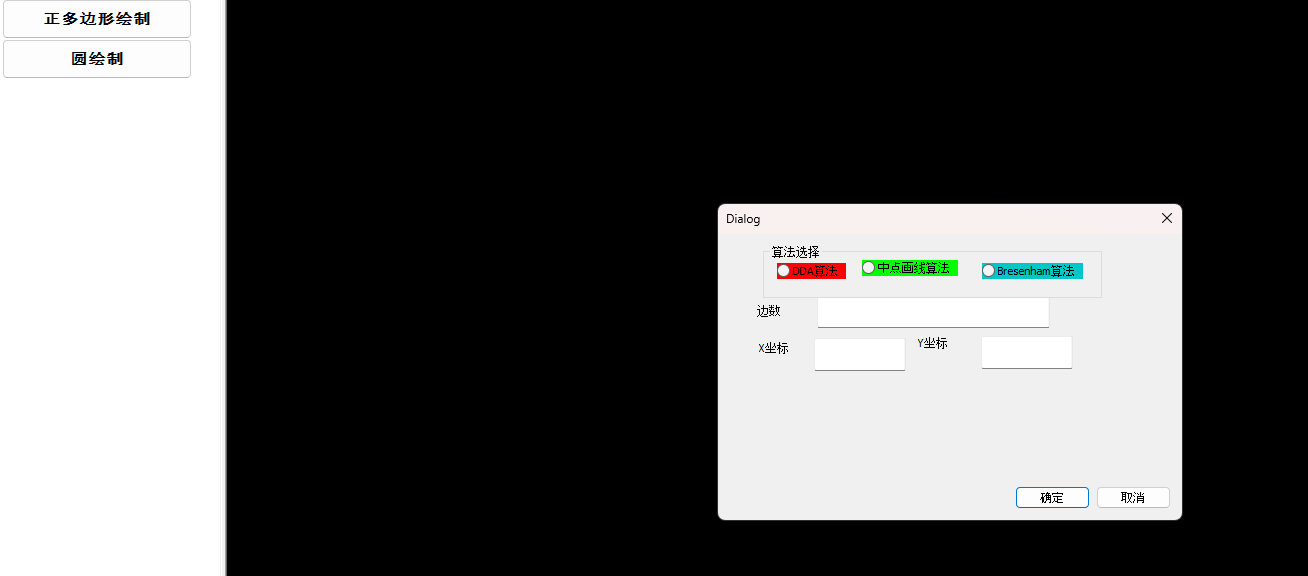 正多边形绘制
圆绘制
Dialog
算法选择
DDA算法 中点画线算法 Bresenham算法
边数
X坐标 Y坐标
确定 取消